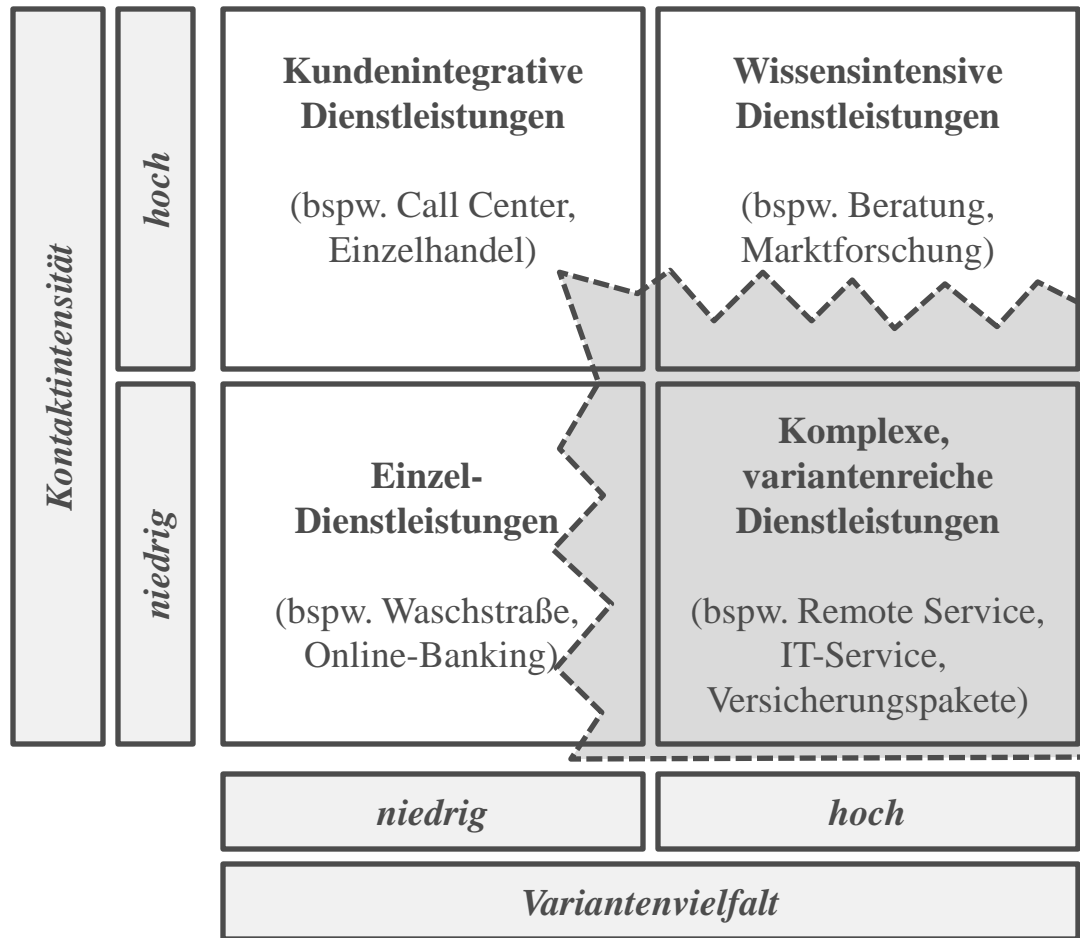 Kontaktintensität
hoch
Kundenintegrative
Dienstleistungen
(bspw. Call Center,
Einzelhandel)
Wissensintensive
Dienstleistungen
(bspw. Beratung,
Marktforschung)
niedrig
Einzel-
Dienstleistungen
(bspw. Waschstraße,
Online-Banking)
Komplexe,
variantenreiche
Dienstleistungen
(bspw. Remote Service,
IT-Service,
Versicherungspakete)
niedrig
hoch
Variantenvielfalt